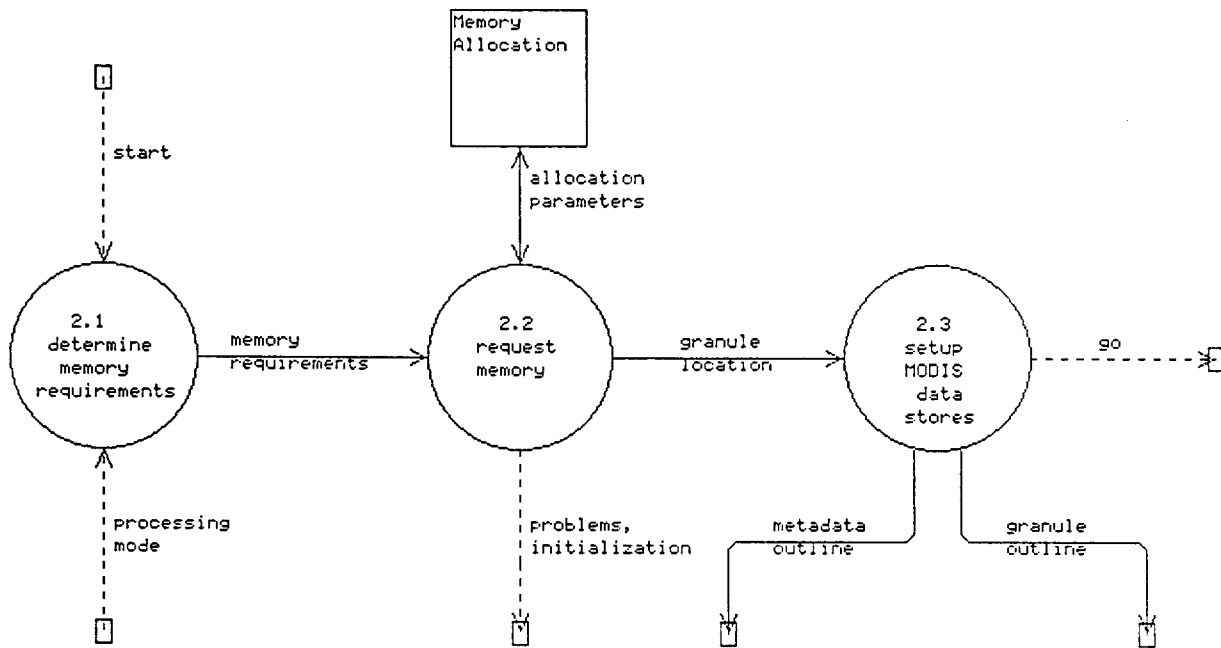 Memory
Allocation
start
allocation
parameters
2.1
determine
memory
requirements
memory
requirements
2.2
request
memory
granule
location
2.3
setup
MODIS
data
stores
go
processing
mode
problems,
initialization
metadata
outline
granule
outline